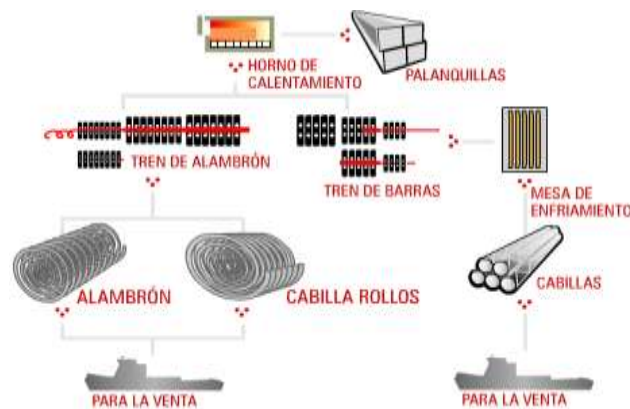 HORNO DE
CALENTAMIENTO
PALANQUILLAS
TREN DE ALAMBRÓN
TREN DE BARRAS
MESA DE
ENFRIAMIENTO
ALAMBRÓN
CABILLA ROLLOS
CABILLAS
PARA LA VENTA
PARA LA VENTA